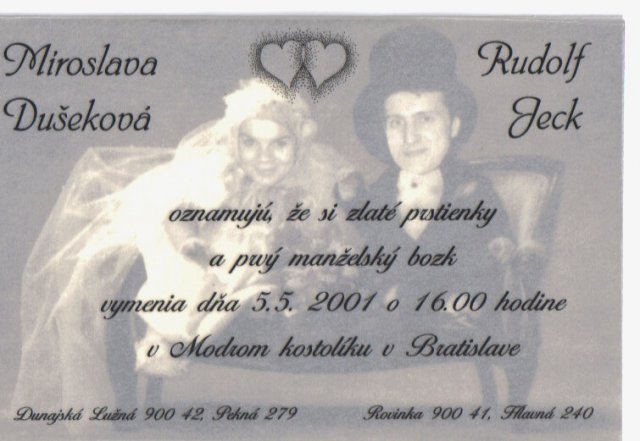 Miroslava
Dušeková
Rudolf
Jeck
oznamujú, že si zlaté prstienky
a prvý manželský bozk
vymenia dňa 5.5. 2001 o 16.00 hodine
v Modrom kostolíku v Bratislave
Dunajská Lužná 900 42, Pekná 279
Rovinka 900 41, Hlavná 240